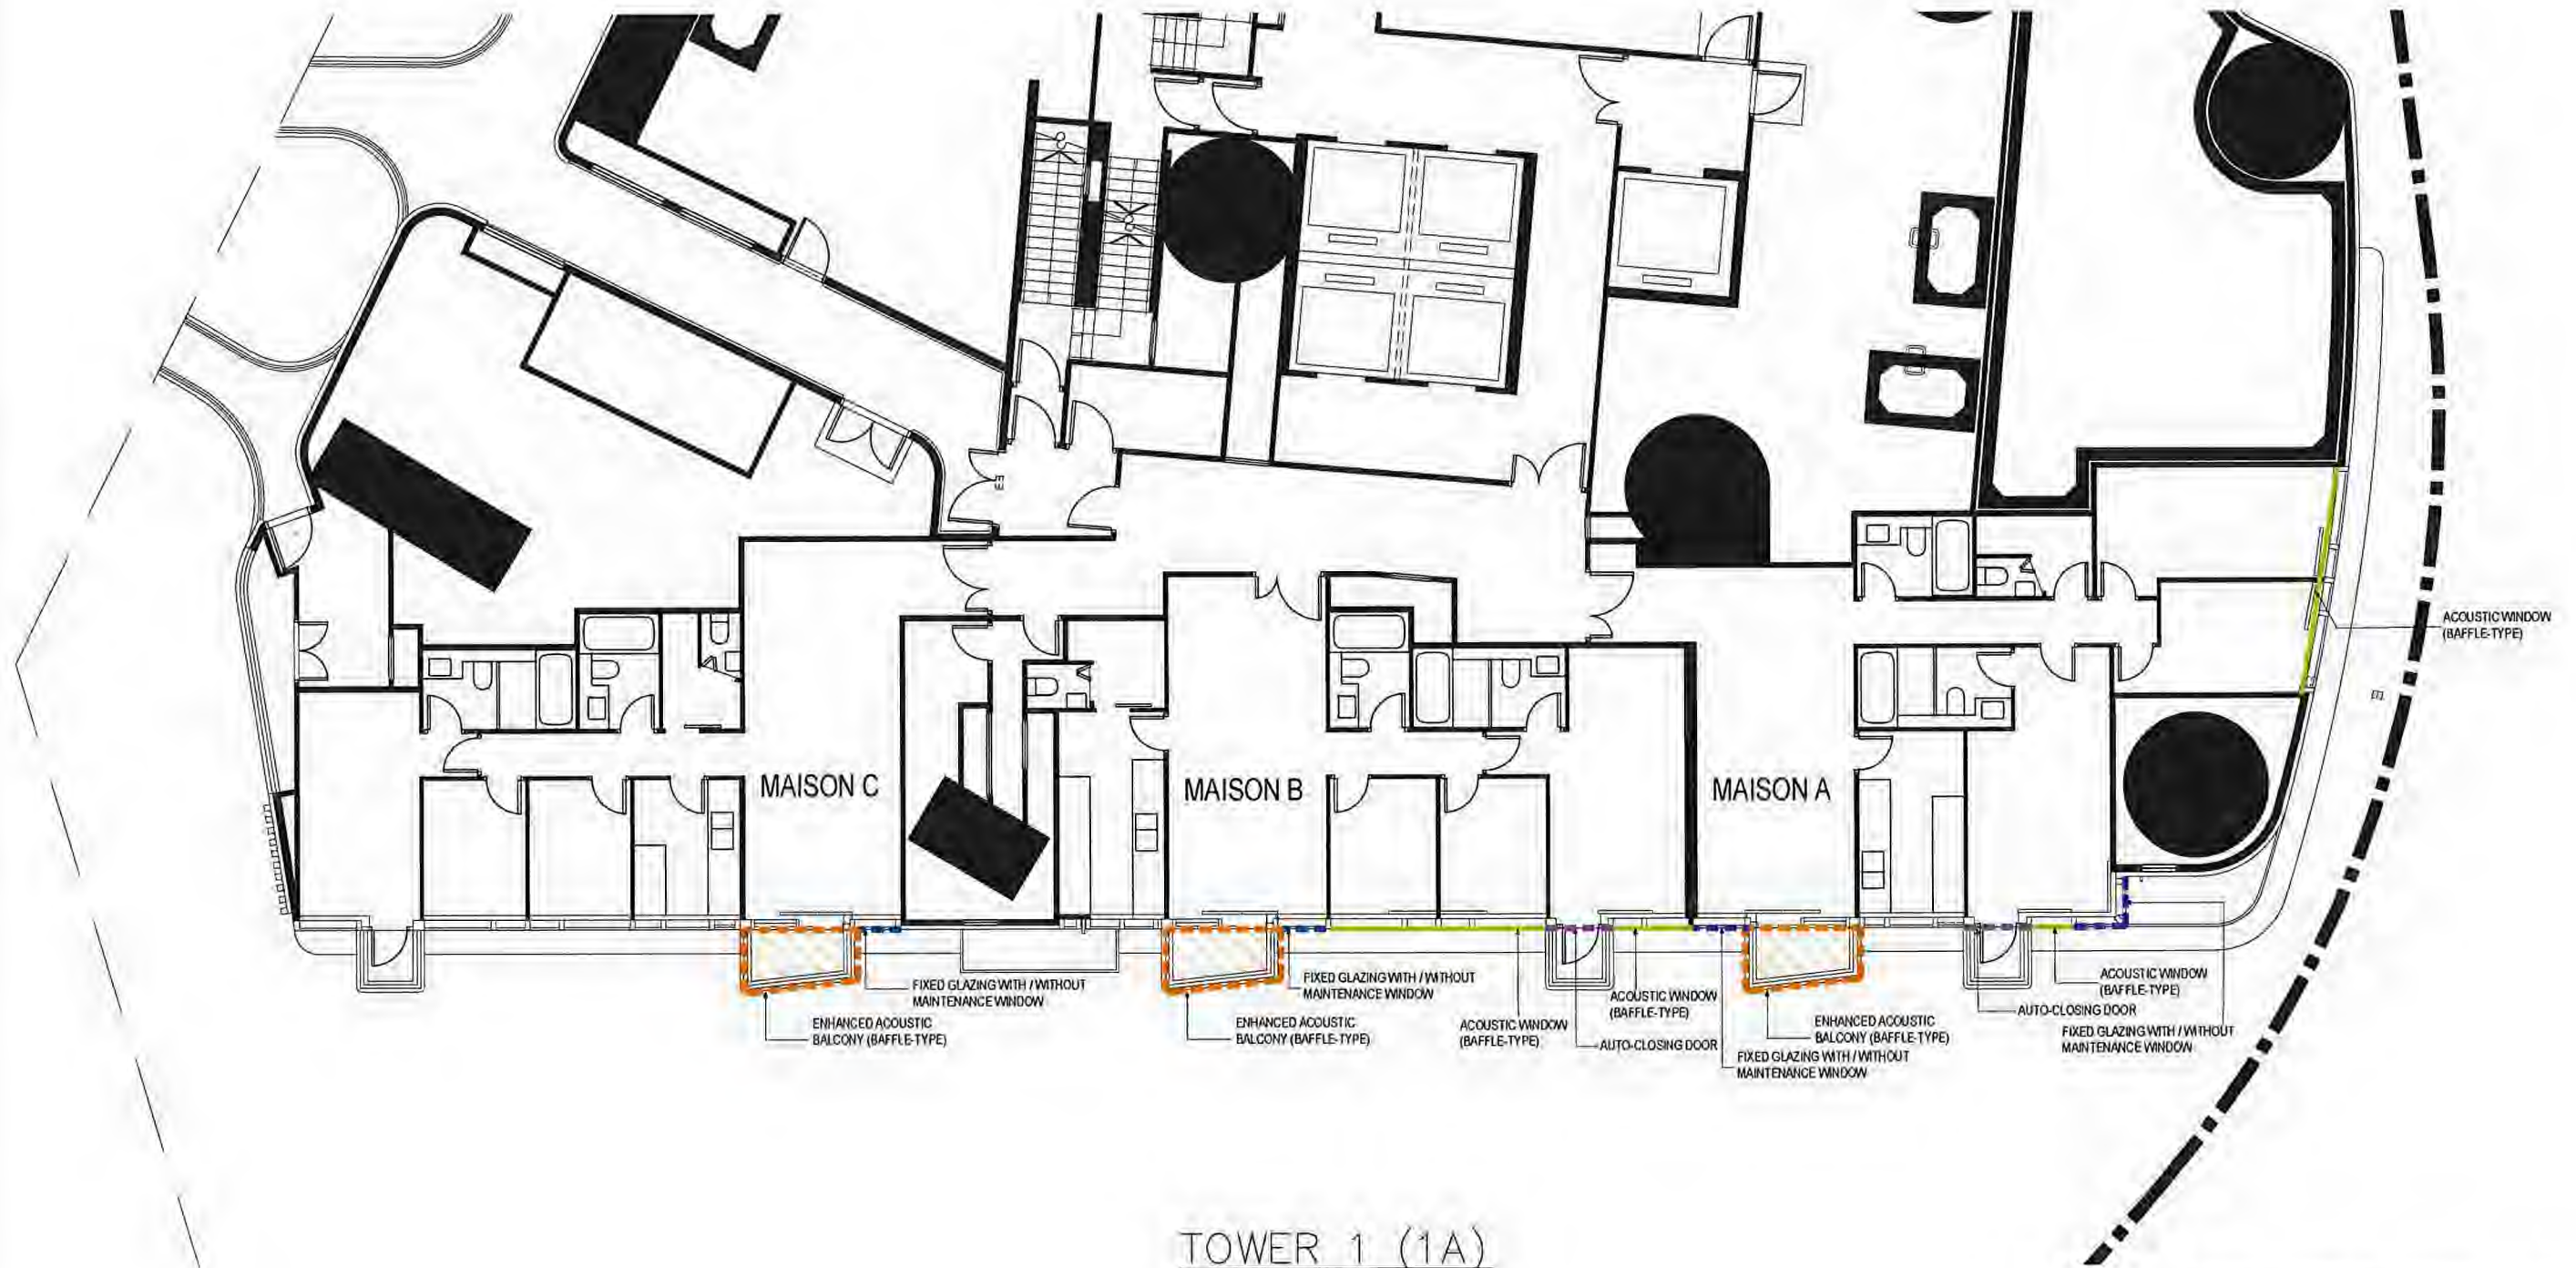 ACOUSTIC WINDOW
(BAFFLE-TYPE)
MAISON C
MAISON B
MAISON A
FIXED GLAZING WITH / WITHOUT
MAINTENANCE WINDOW
ENHANCED ACOUSTIC
BALCONY (BAFFLE-TYPE)
FIXED GLAZING WITH / WITHOUT
MAINTENANCE WINDOW
ENHANCED ACOUSTIC
BALCONY (BAFFLE-TYPE)
ACOUSTIC WINDOW
(BAFFLE-TYPE)
ACOUSTIC WINDOW
(BAFFLE-TYPE)
AUTO-CLOSING DOOR
FIXED GLAZING WITH / WITHOUT
MAINTENANCE WINDOW
ENHANCED ACOUSTIC
BALCONY (BAFFLE-TYPE)
ACOUSTIC WINDOW
(BAFFLE-TYPE)
AUTO-CLOSING DOOR
FIXED GLAZING WITH / WITHOUT
MAINTENANCE WINDOW
TOWER 1 (1A)